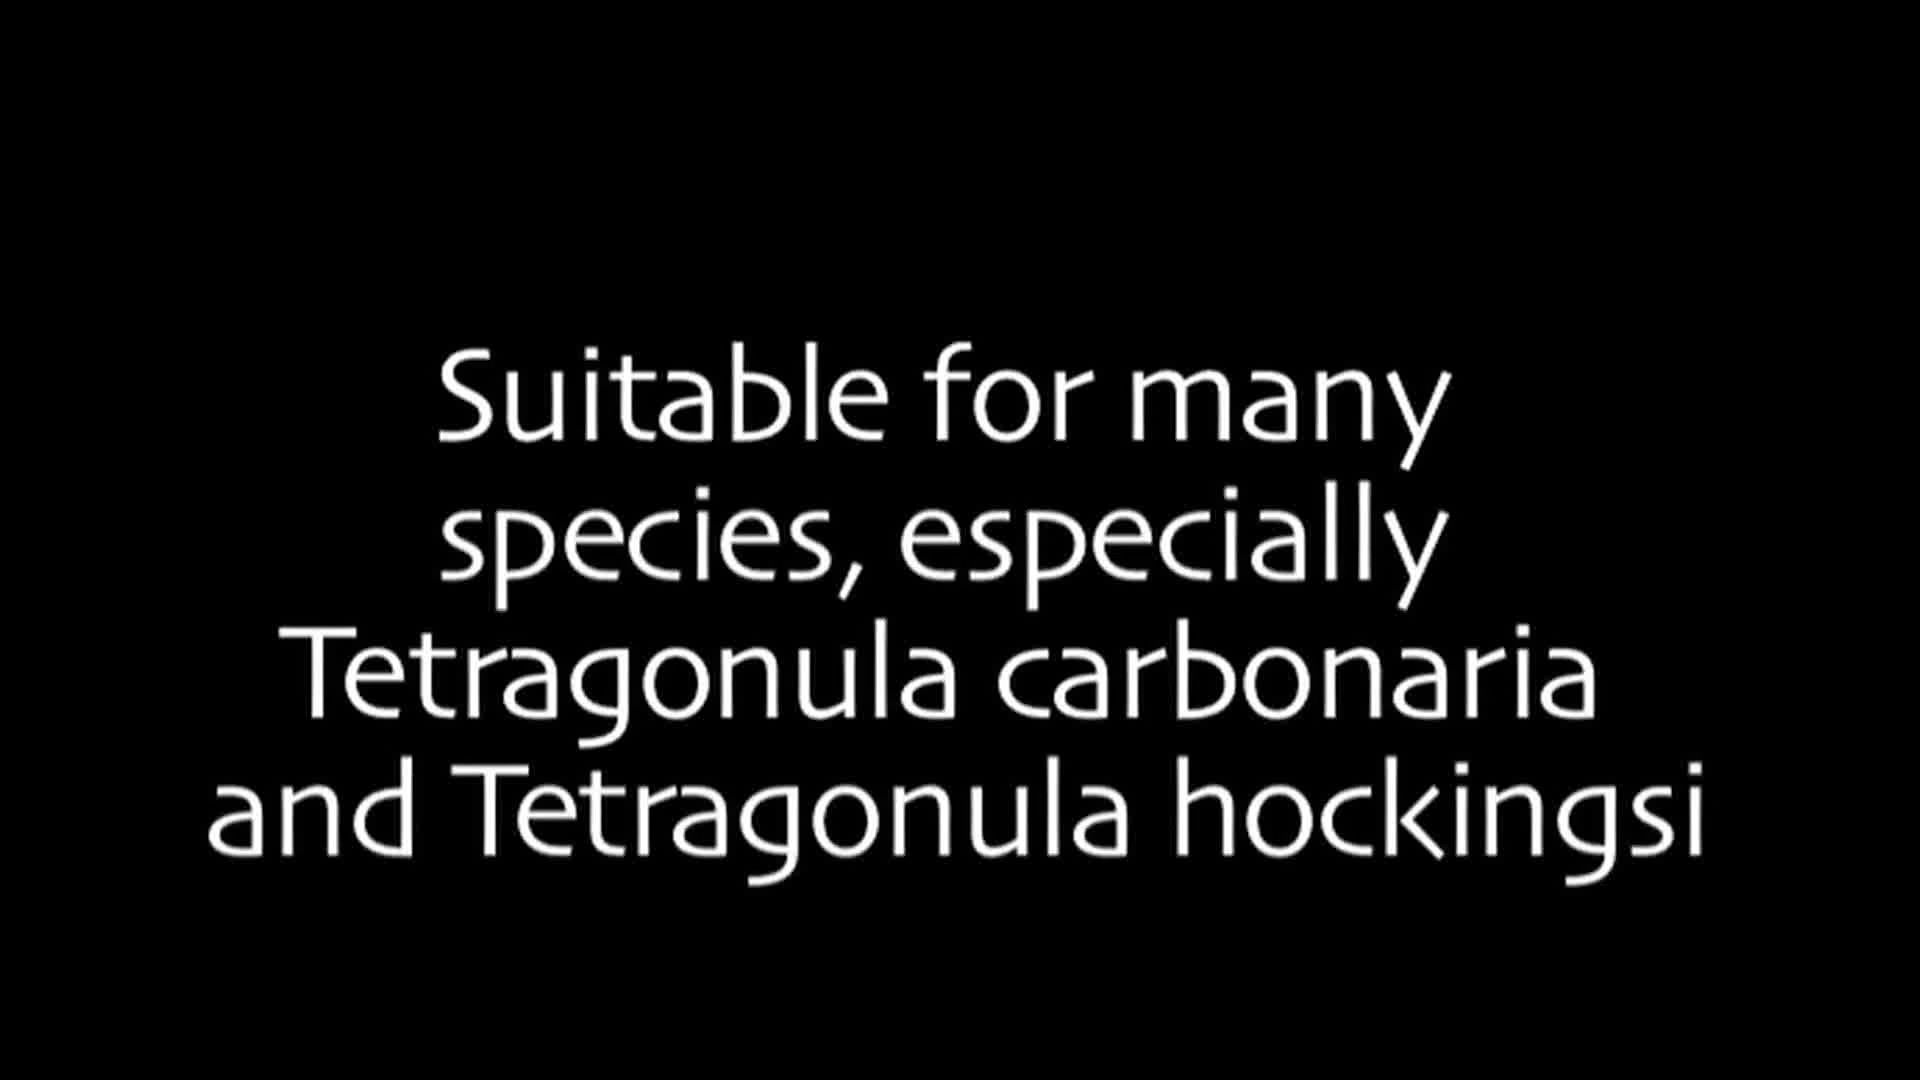 Suitable for many
species, especially
Tetragonula carbonaria
and Tetragonula hockingsi